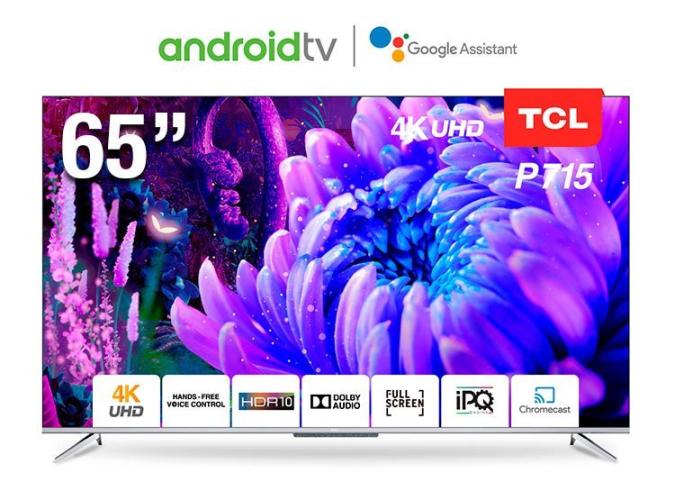 androidtv | Google Assistant
65”
4K UHD
TCL
P715
4K
UHD
HANDS-FREE
VOICE CONTROL
HDR10
DOLBY
AUDIO
FULL
SCREEN
iPQ
Chromecast